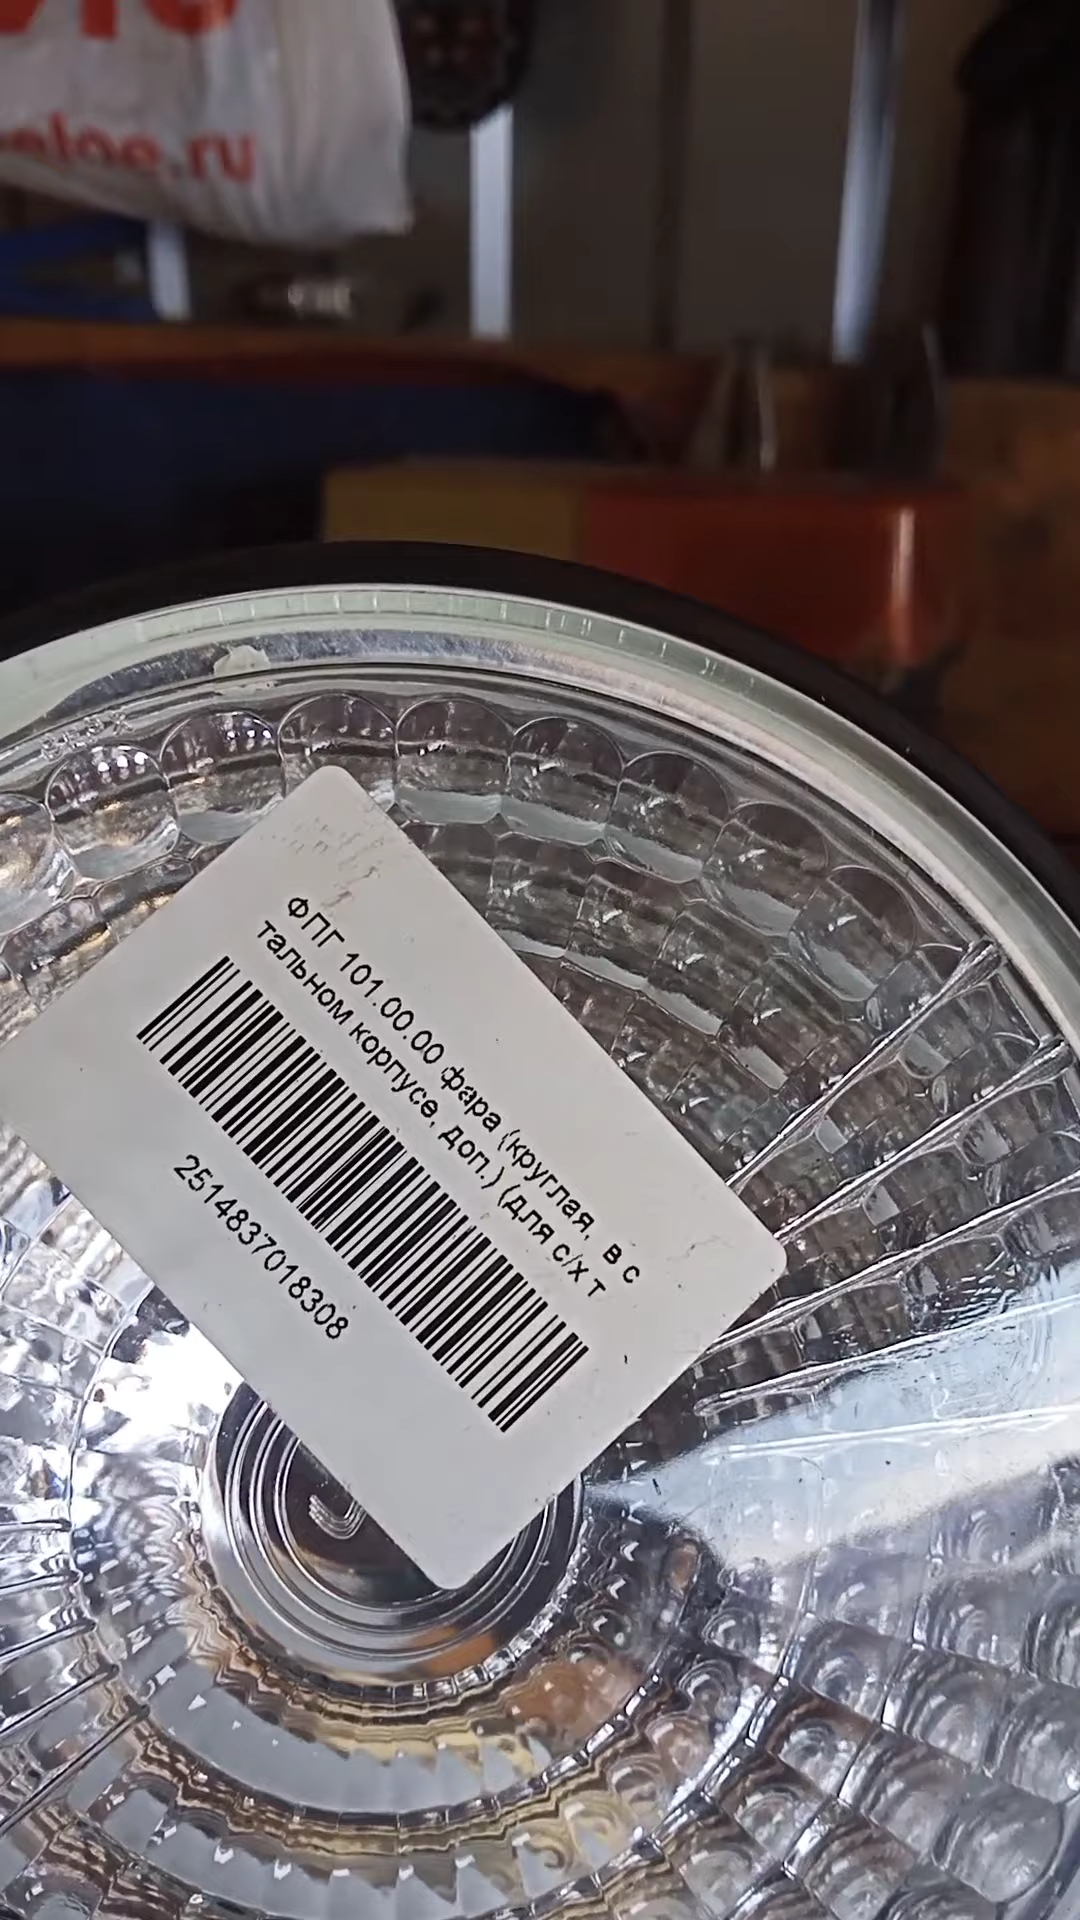 ФПГ 101.00.00 фара (круглая, в с
тальном корпусе, доп.) (для с/х т
2514837018308